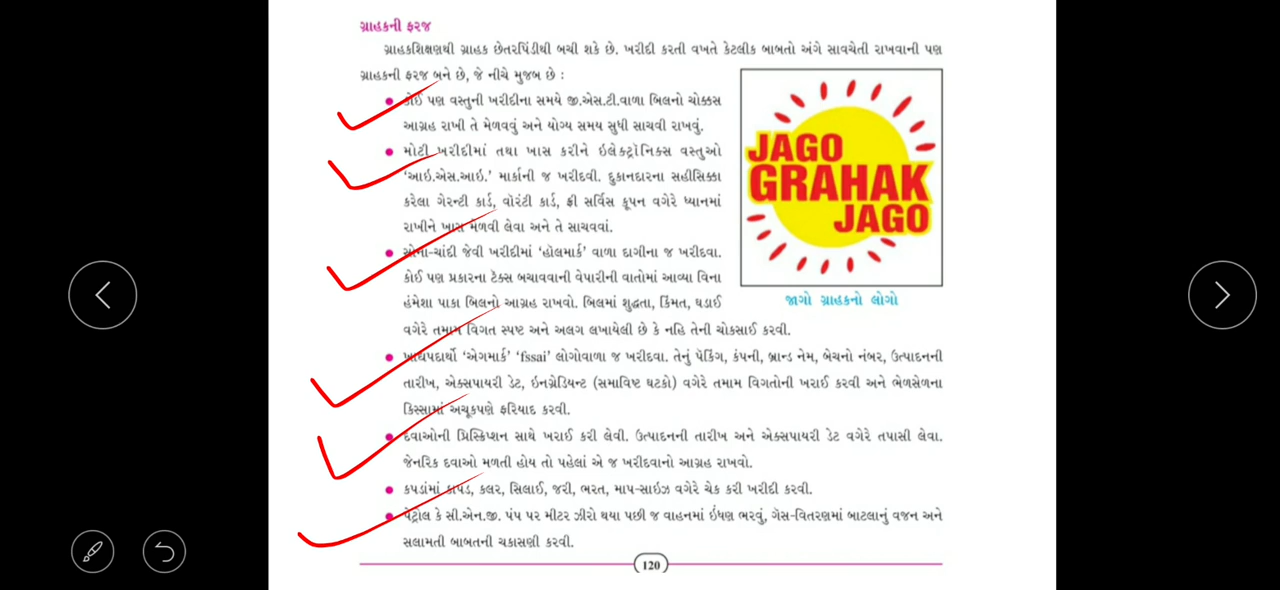 ગ્રાહકની ફરજ
ગ્રાહકશિક્ષણથી ગ્રાહક છેતરપિંડીથી બચી શકે છે. ખરીદી કરતી વખતે કેટલીક બાબતો અંગે સાવચેતી રાખવાની પણ
ગ્રાહકની ફરજ બને છે, જે નીચે મુજબ છે :
● કોઈ પણ વસ્તુની ખરીદીના સમયે જી.એસ.ટી.વાળા બિલનો ચોક્કસ
આગ્રહ રાખી તે મેળવવું અને યોગ્ય સમય સુધી સાચવી રાખવું.
● મોટી ખરીદીમાં તથા ખાસ કરીને ઇલેક્ટ્રૉનિક્સ વસ્તુઓ
‘આઇ.એસ.આઇ.’ માર્કાની જ ખરીદવી. દુકાનદારના સહીસિક્કા
કરેલા ગેરન્ટી કાર્ડ, વૉરંટી કાર્ડ, ફ્રી સર્વિસ કૂપન વગેરે ધ્યાનમાં
રાખીને ખાસ મેળવી લેવા અને તે સાચવવાં.
● સોના-ચાંદી જેવી ખરીદીમાં ‘હૉલમાર્ક’ વાળા દાગીના જ ખરીદવા.
કોઈ પણ પ્રકારના ટૅક્સ બચાવવાની વેપારીની વાતોમાં આવ્યા વિના
હંમેશા પાકા બિલનો આગ્રહ રાખવો. બિલમાં શુદ્ધતા, કિંમત, ઘડાઈ
વગેરે તમામ વિગત સ્પષ્ટ અને અલગ લખાયેલી છે કે નહિ તેની ચોકસાઈ કરવી.
● ખાદ્યપદાર્થો ‘એગમાર્ક’ ‘fssai’ લોગોવાળા જ ખરીદવા. તેનું પૅકિંગ, કંપની, બ્રાન્ડ નેમ, બેચનો નંબર, ઉત્પાદનની
તારીખ, એક્સપાયરી ડેટ, ઇનગ્રેડિયન્ટ (સમાવિષ્ટ ઘટકો) વગેરે તમામ વિગતોની ખરાઈ કરવી અને ભેળસેળના
કિસ્સામાં અચૂકપણે ફરિયાદ કરવી.
● દવાઓની પ્રિસ્ક્રિપ્શન સાથે ખરાઈ કરી લેવી. ઉત્પાદનની તારીખ અને એક્સપાયરી ડેટ વગેરે તપાસી લેવા.
જેનરિક દવાઓ મળતી હોય તો પહેલાં એ જ ખરીદવાનો આગ્રહ રાખવો.
● કપડાંમાં કાપડ, કલર, સિલાઈ, જરી, ભરત, માપ-સાઇઝ વગેરે ચેક કરી ખરીદી કરવી.
● પેટ્રોલ કે સી.એન.જી. પંપ પર મીટર ઝીરો થયા પછી જ વાહનમાં ઈંધણ ભરવું, ગૅસ-વિતરણમાં બાટલાનું વજન અને
સલામતી બાબતની ચકાસણી કરવી.
JAGO
GRAHAK
JAGO
જાગો ગ્રાહકનો લોગો
120